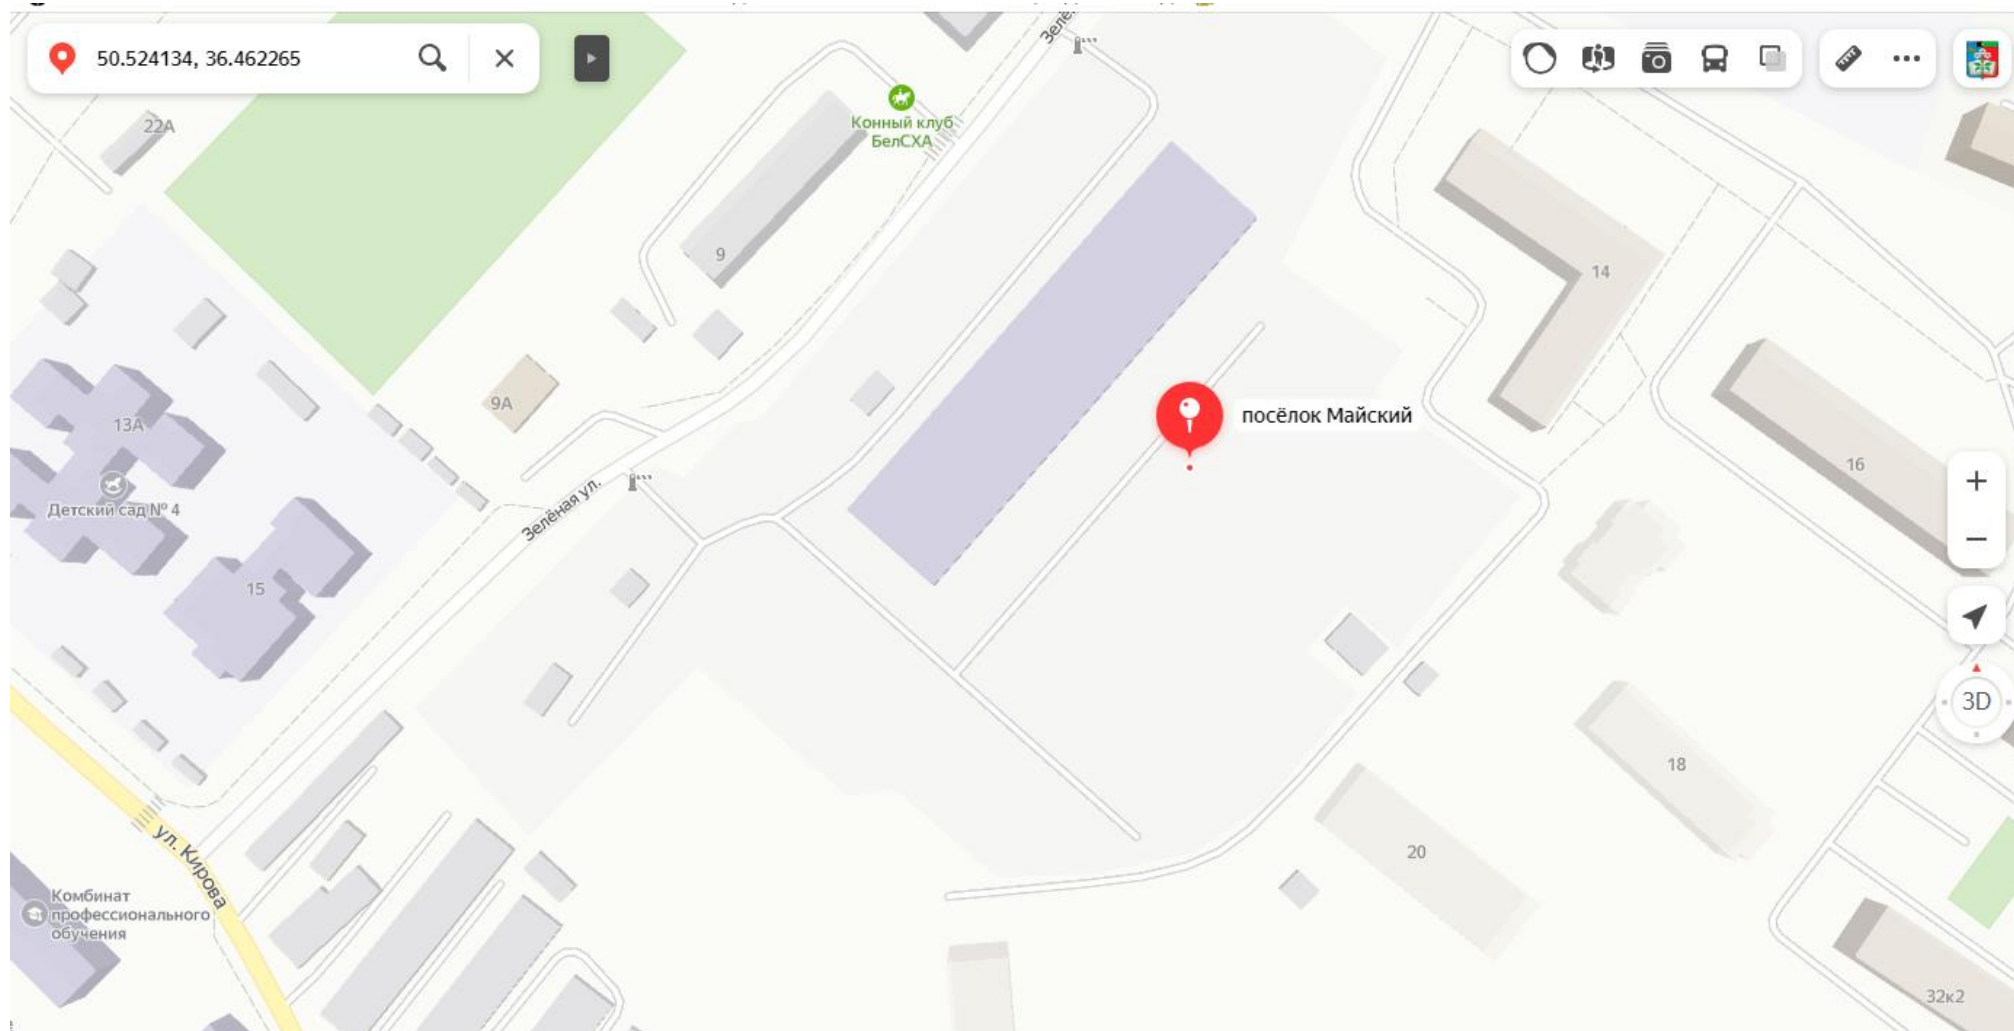 50.524134, 36.462265
22А
Конный клуб
БелСХА
9
14
9А
посёлок Майский
13А
16
Детский сад № 4
Зелёная ул.
15
3D
18
ул. Кирова
20
Комбинат
профессионального
обучения
32к2